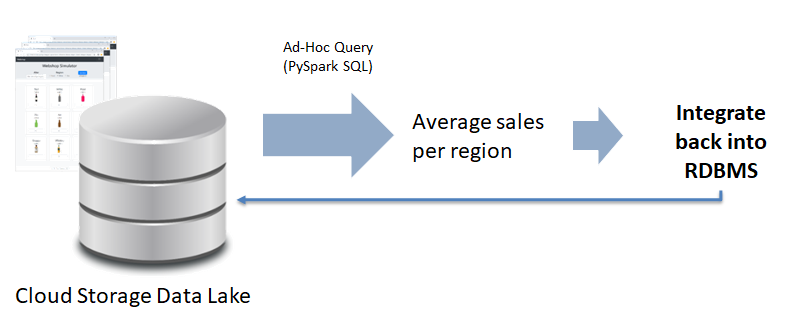 Webshop Simulator
Ad-Hoc Query
(PySpark SQL)
Average sales
per region
Integrate
back into
RDBMS
Cloud Storage Data Lake